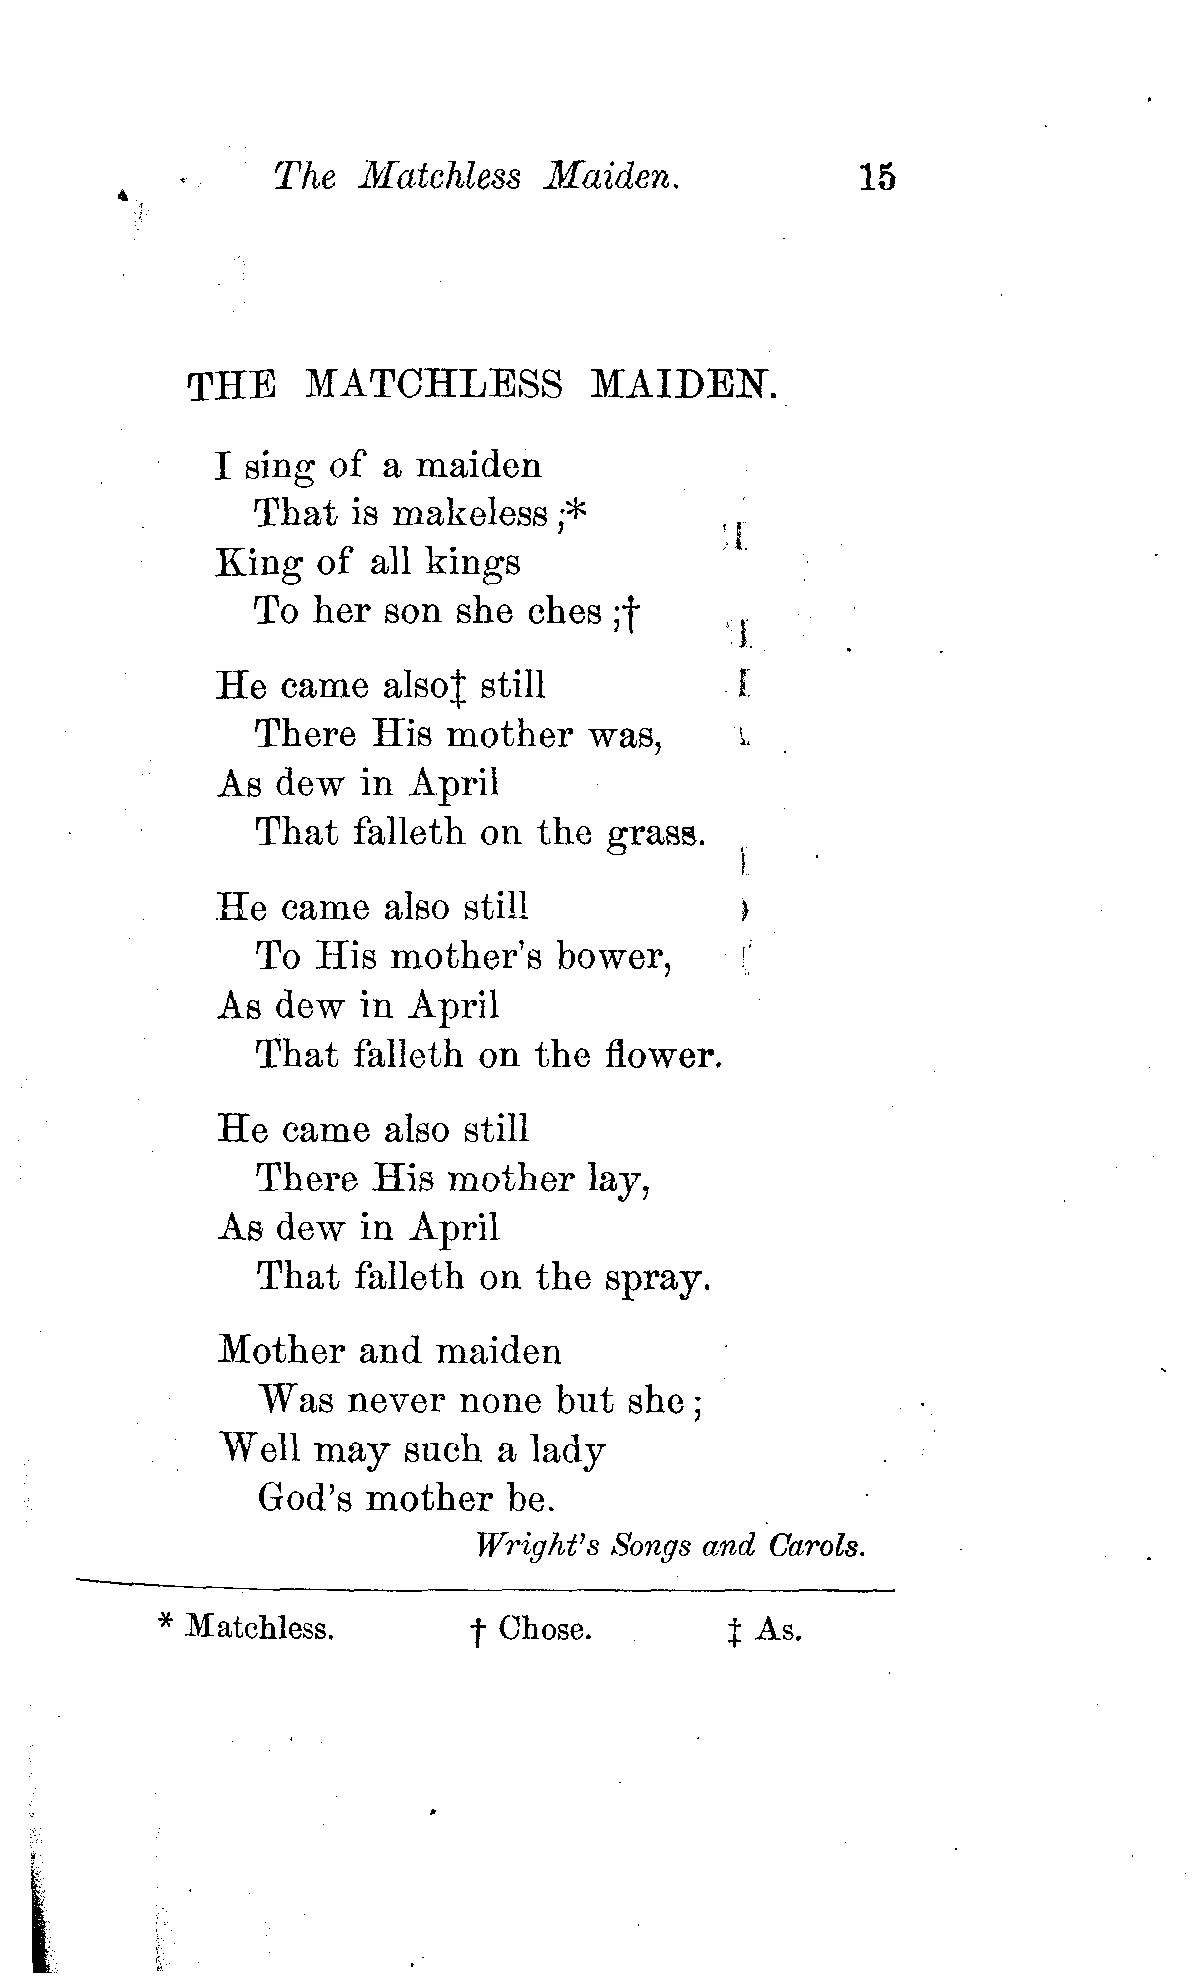 The Matchless Maiden. 15
THE MATCHLESS MAIDEN.
I sing of a maiden
That is makeless;*
King of all kings
To her son she ches;†
He came also‡ still
There His mother was,
As dew in April
That falleth on the grass.
He came also still
To His mother's bower,
As dew in April
That falleth on the flower.
He came also still
There His mother lay,
As dew in April
That falleth on the spray.
Mother and maiden
Was never none but she;
Well may such a lady
God's mother be.
Wright's Songs and Carols.
* Matchless. † Chose. ‡ As.